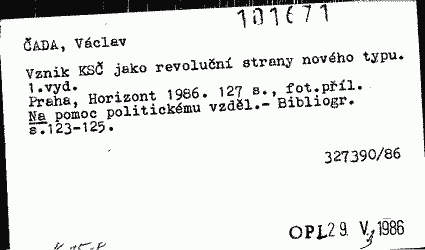 101671
ČADA, Václav
Vznik KSČ jako revoluční strany nového typu.
1.vyd.
Praha, Horizont 1986. 127 s., fot.příl.
Na pomoc politickému vzděl.- Bibliogr.
s.123-125.
327390/86
OPL 29. V. 1986